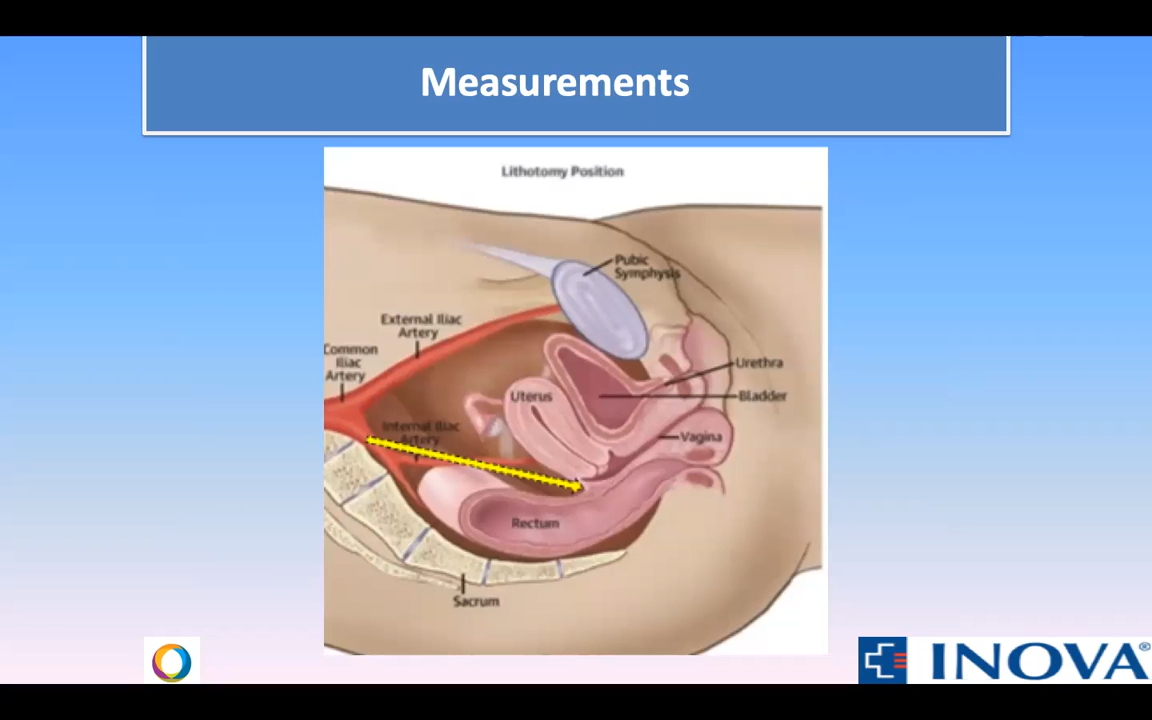 Measurements
Lithotomy Position
Pubic
Symphysis
External Iliac
Artery
Common
Iliac
Artery
Urethra
Uterus
Bladder
Internal Iliac
Artery
Vagina
Rectum
Sacrum
INOVA®